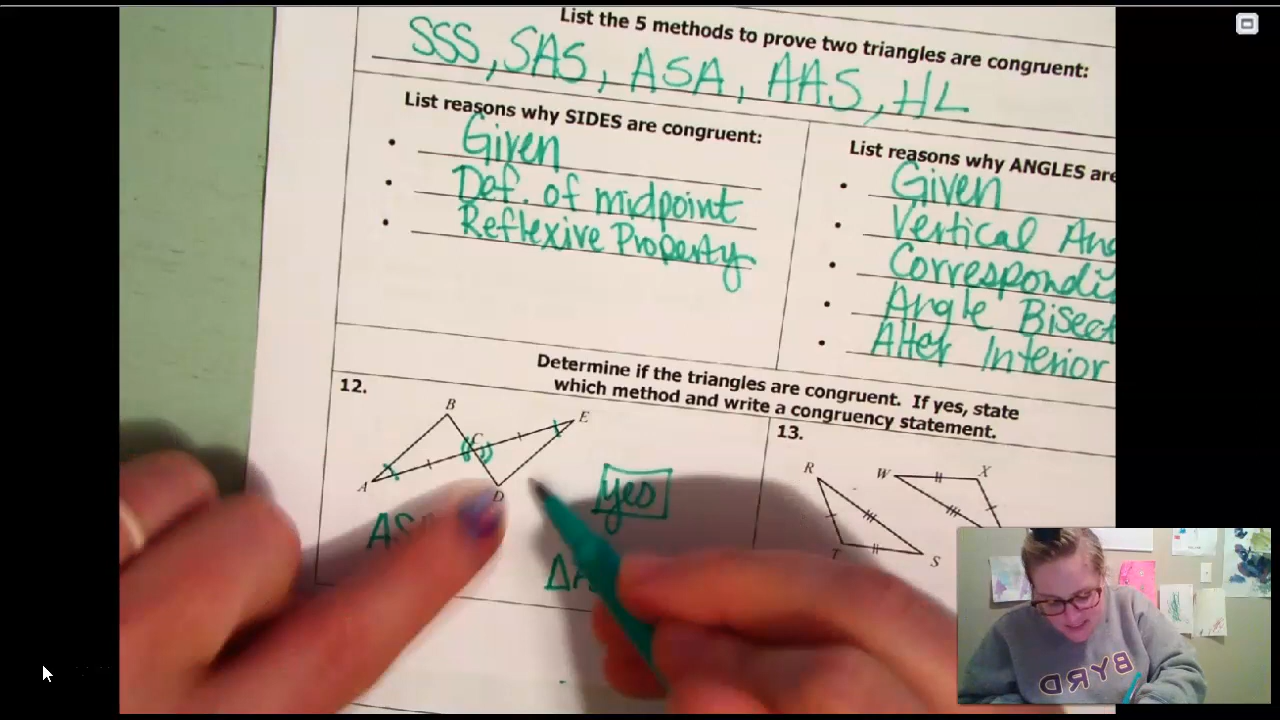 List the 5 methods to prove two triangles are congruent:
SSS, SAS, ASA, AAS, HL
List reasons why SIDES are congruent:
• Given
• Def. of midpoint
• Reflexive Property
List reasons why ANGLES are
• Given
• Vertical An
• Correspondi
• Angle Bisect
• Alter Interior
Determine if the triangles are congruent. If yes, state
which method and write a congruency statement.
12.
B
C
E
A
D
yes
AS
ΔA
13.
R
W
X
T
S
BYRD